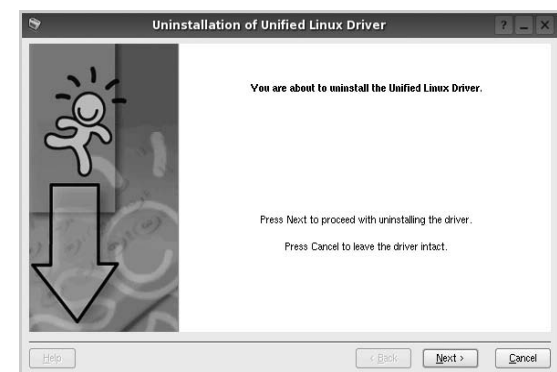 Uninstallation of Unified Linux Driver
You are about to uninstall the Unified Linux Driver.
Press Next to proceed with uninstalling the driver.
Press Cancel to leave the driver intact.
Help
< Back
Next >
Cancel